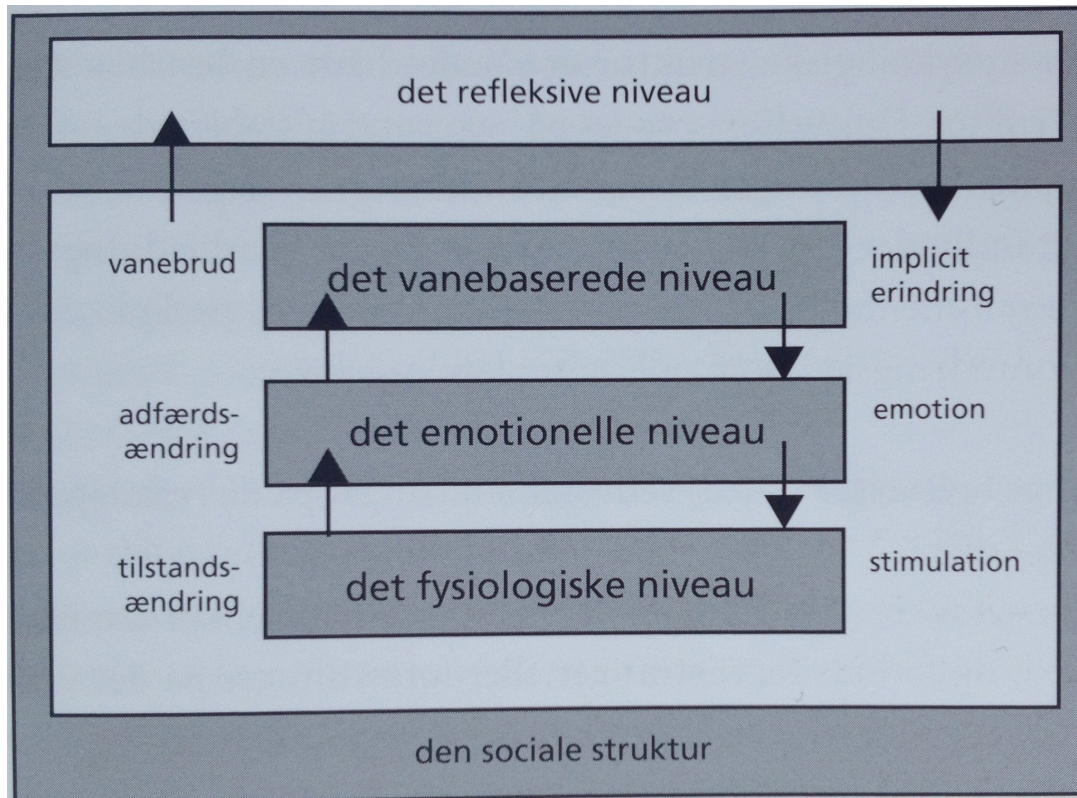 det refleksive niveau
vanebrud
det vanebaserede niveau
implicit
erindring
adfærds-
ændring
det emotionelle niveau
emotion
tilstands-
ændring
det fysiologiske niveau
stimulation
den sociale struktur